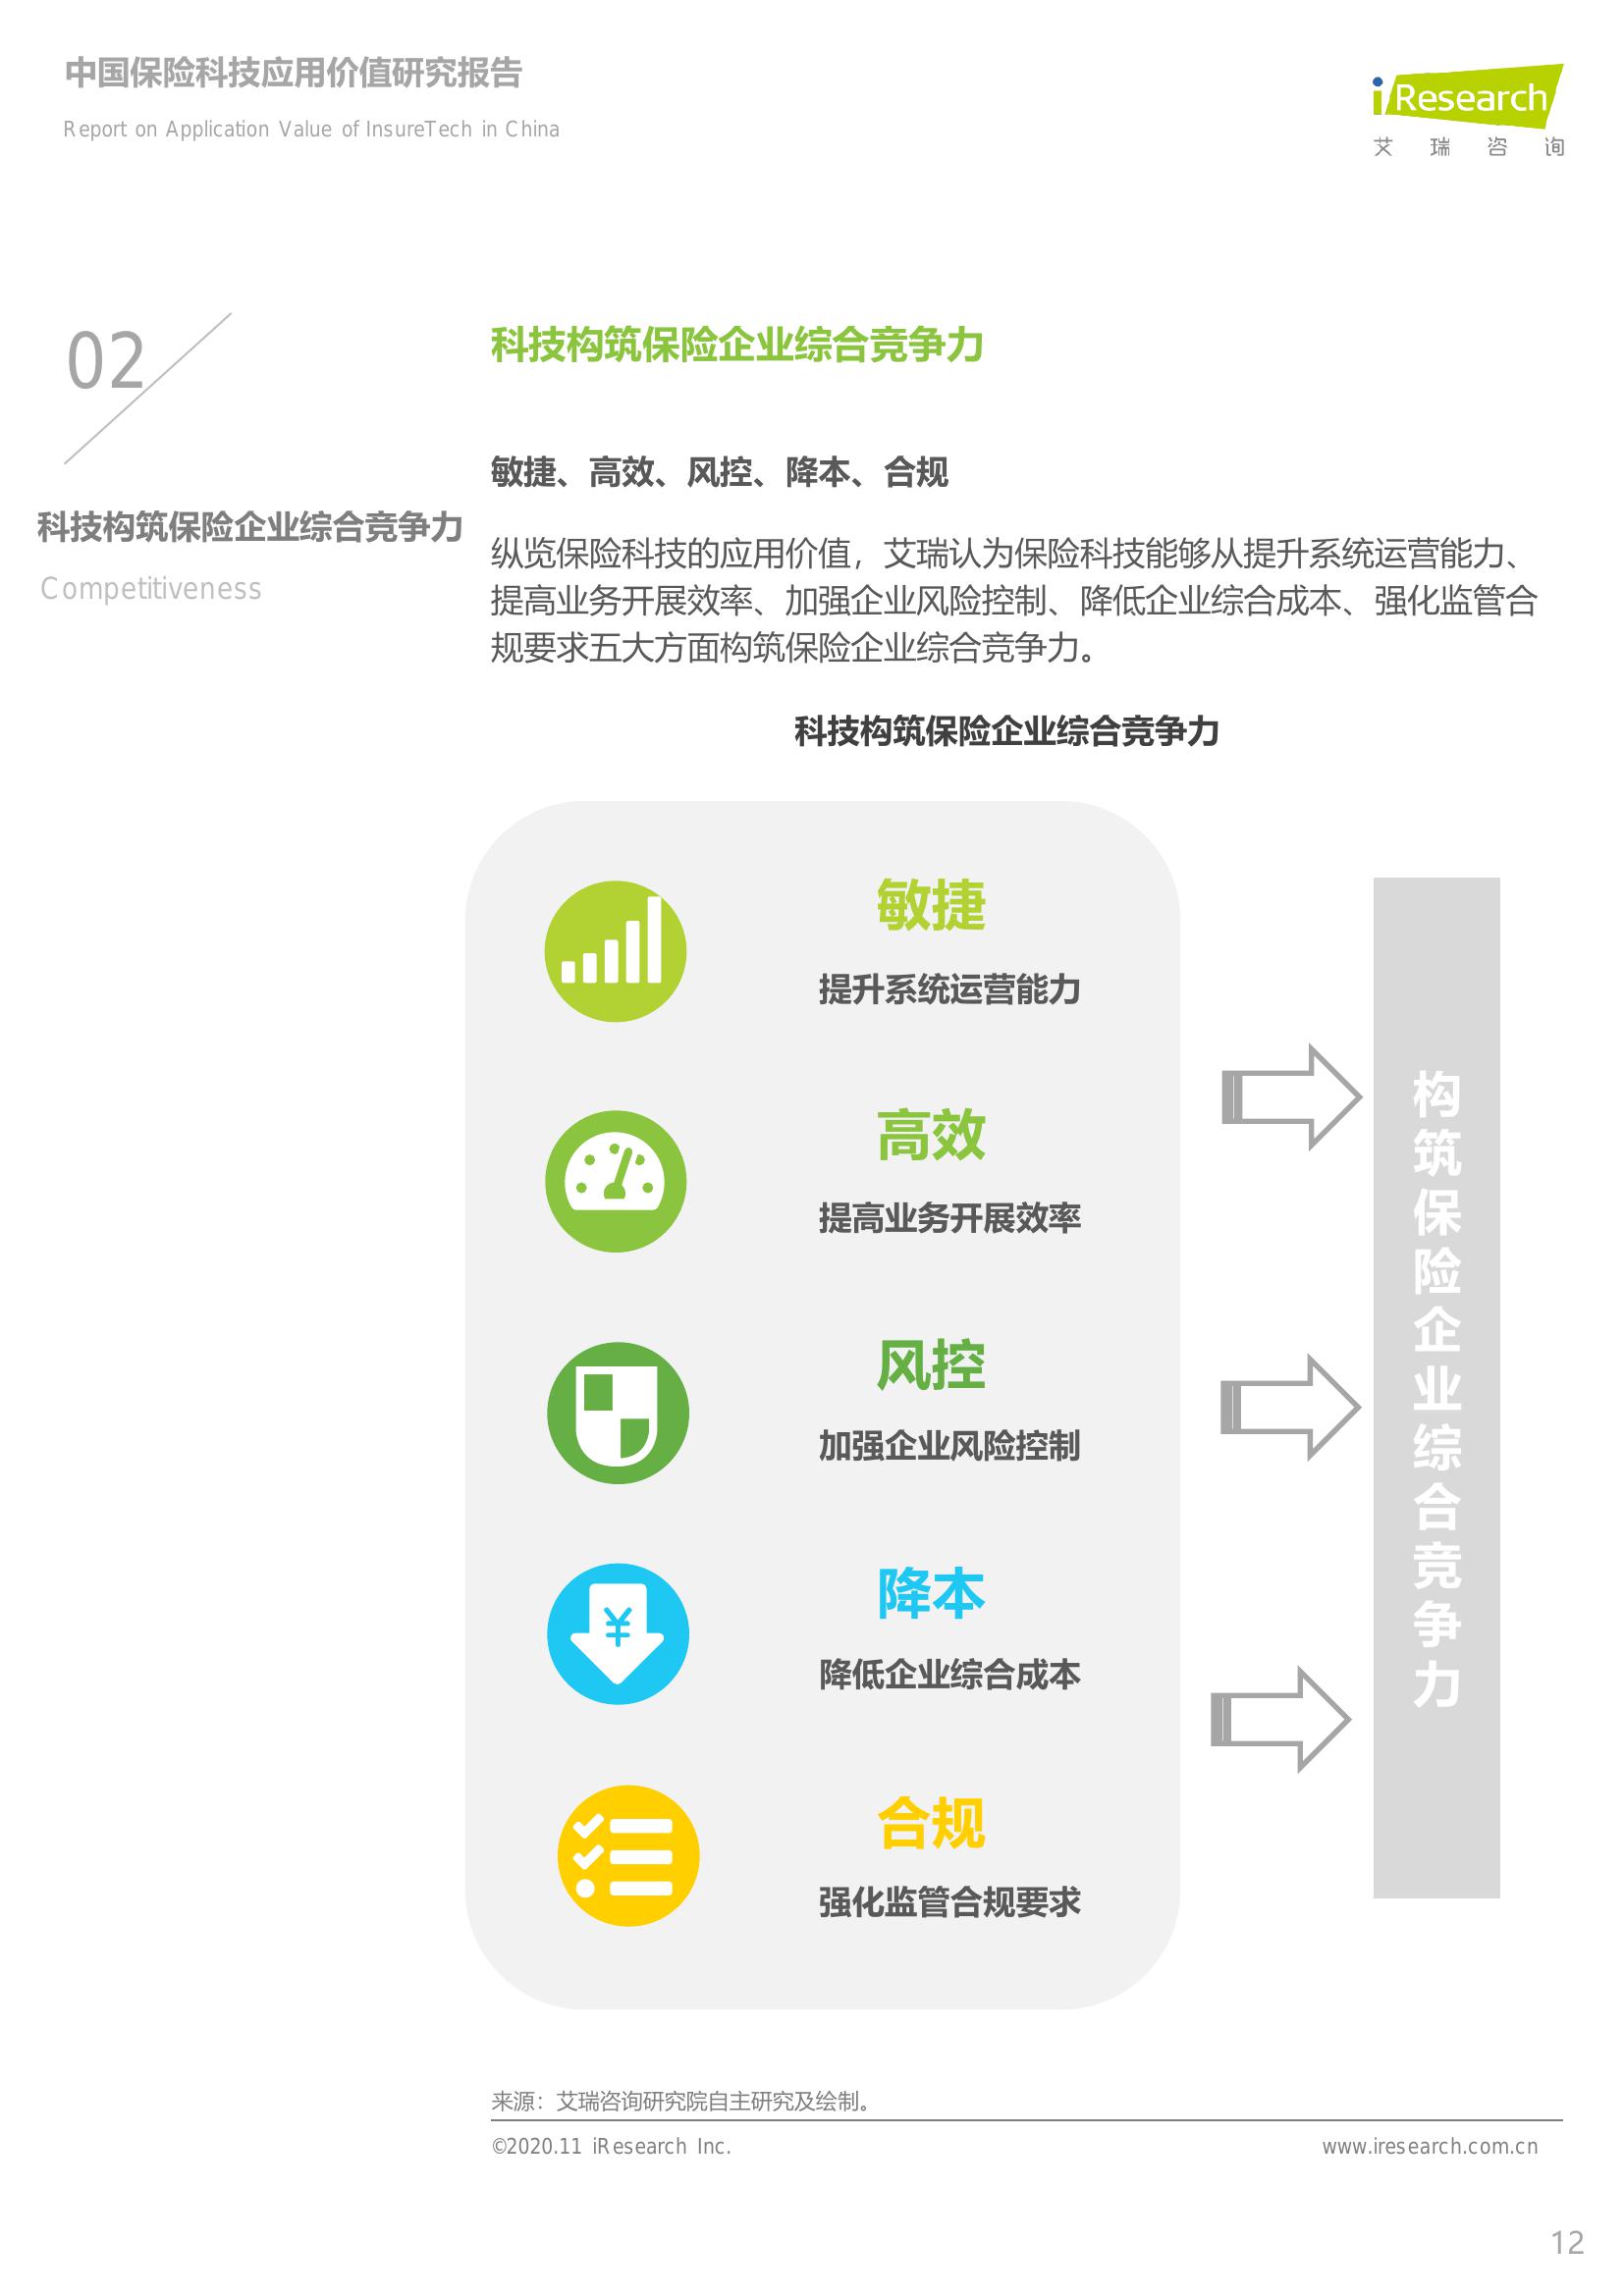 中国保险科技应用价值研究报告
Report on Application Value of InsureTech in China
iResearch
艾瑞咨询
02
科技构筑保险企业综合竞争力
Competitiveness
科技构筑保险企业综合竞争力
敏捷、高效、风控、降本、合规
纵览保险科技的应用价值，艾瑞认为保险科技能够从提升系统运营能力、
提高业务开展效率、加强企业风险控制、降低企业综合成本、强化监管合
规要求五大方面构筑保险企业综合竞争力。
科技构筑保险企业综合竞争力
敏捷
提升系统运营能力
高效
提高业务开展效率
风控
加强企业风险控制
¥
降本
降低企业综合成本
合规
强化监管合规要求
构筑保险企业综合竞争力
来源：艾瑞咨询研究院自主研究及绘制。
©2020.11 iResearch Inc.
www.iresearch.com.cn
12